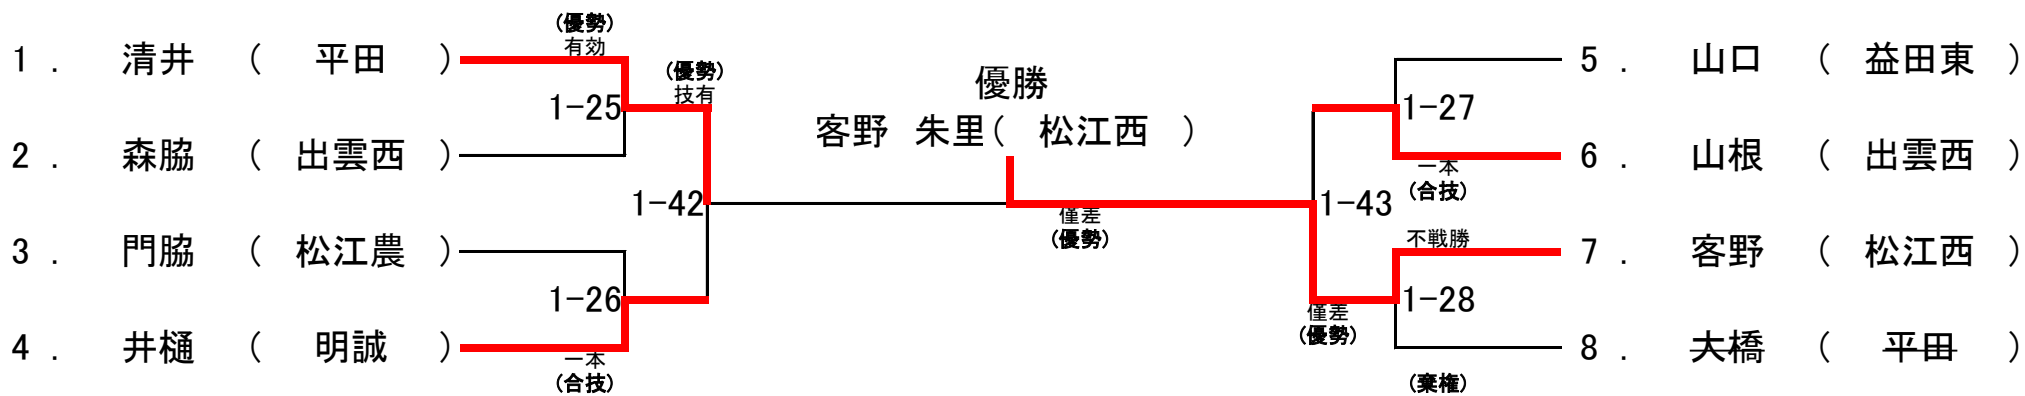 (優勢)
有効
1 . 清井 ( 平田 )
1-25
2 . 森脇 ( 出雲西 )
(優勢)
技有
1-42
3 . 門脇 ( 松江農 )
1-26
4 . 井樋 ( 明誠 )
一本
(合技)
優勝
客野 朱里( 松江西 )
僅差
(優勢)
5 . 山口 ( 益田東 )
1-27
6 . 山根 ( 出雲西 )
一本
(合技)
1-43
不戦勝
7 . 客野 ( 松江西 )
1-28
僅差
(優勢)
8 . 大橋 ( 平田 )
(棄権)